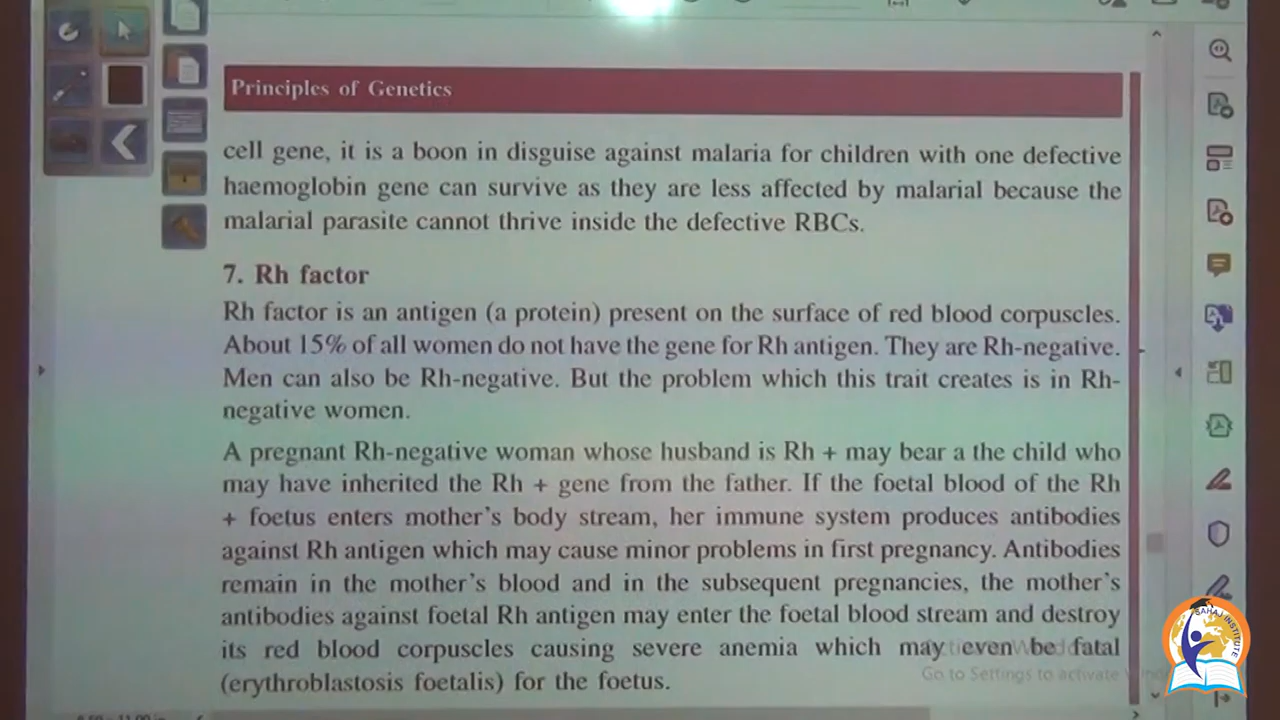 Principles of Genetics
cell gene, it is a boon in disguise against malaria for children with one defective
haemoglobin gene can survive as they are less affected by malarial because the
malarial parasite cannot thrive inside the defective RBCs.
7. Rh factor
Rh factor is an antigen (a protein) present on the surface of red blood corpuscles.
About 15% of all women do not have the gene for Rh antigen. They are Rh-negative.
Men can also be Rh-negative. But the problem which this trait creates is in Rh-
negative women.
A pregnant Rh-negative woman whose husband is Rh + may bear a the child who
may have inherited the Rh + gene from the father. If the foetal blood of the Rh
+ foetus enters mother's body stream, her immune system produces antibodies
against Rh antigen which may cause minor problems in first pregnancy. Antibodies
remain in the mother's blood and in the subsequent pregnancies, the mother's
antibodies against foetal Rh antigen may enter the foetal blood stream and destroy
its red blood corpuscles causing severe anemia which may even be fatal
(erythroblastosis foetalis) for the foetus.
Go to Settings to activate
SAHAJ INSTITUTE